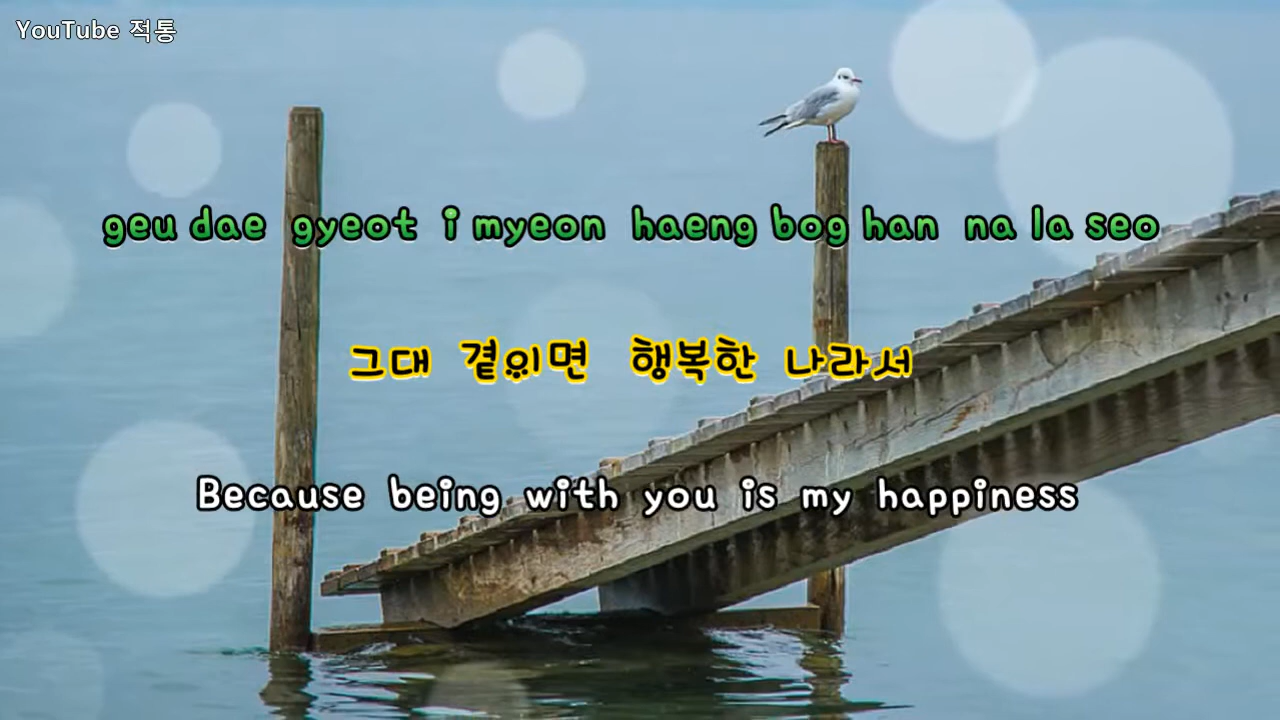 YouTube 적통
geu dae gyeot i myeon haeng bog han na la seo
그대 곁이면 행복한 나라서
Because being with you is my happiness